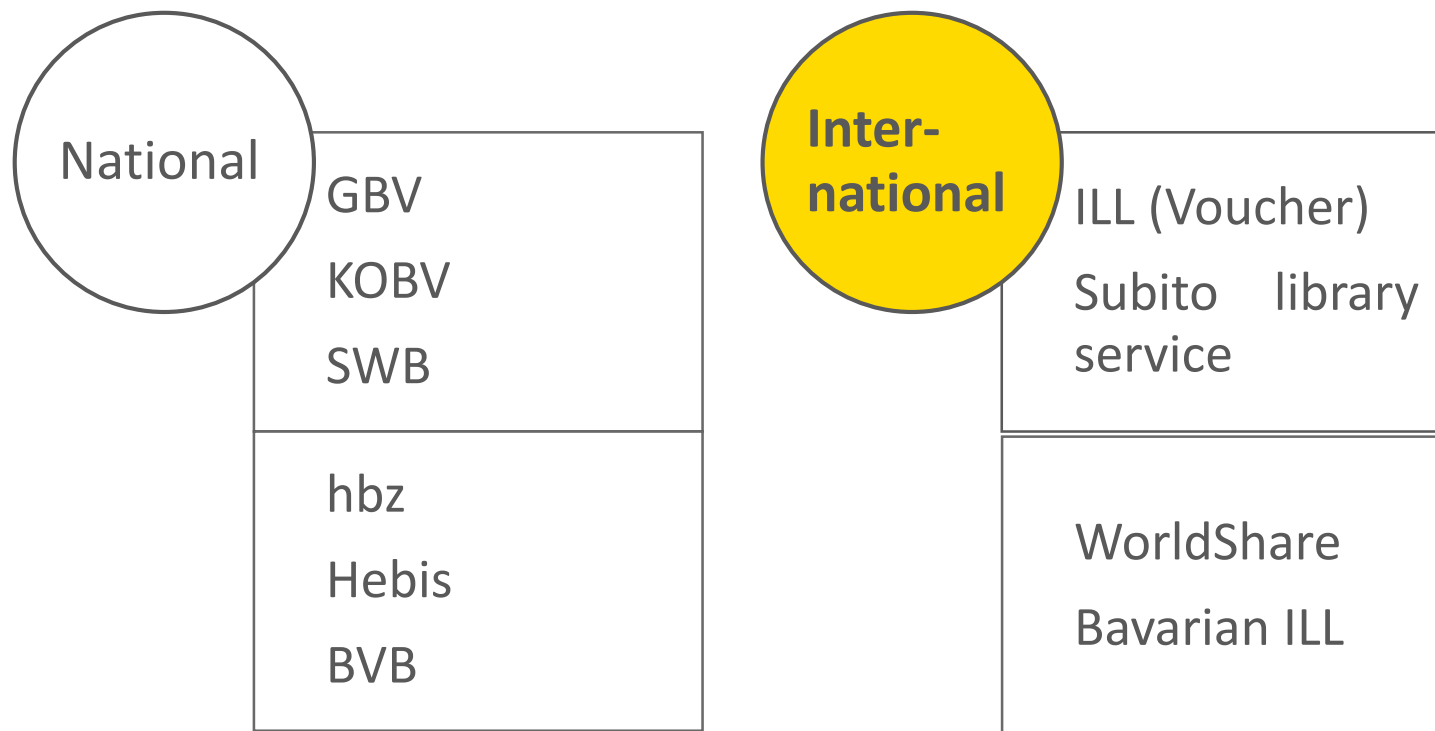 National
GBV
KOBV
SWB
hbz
Hebis
BVB
Inter-
national
ILL (Voucher)
Subito library
service
WorldShare
Bavarian ILL